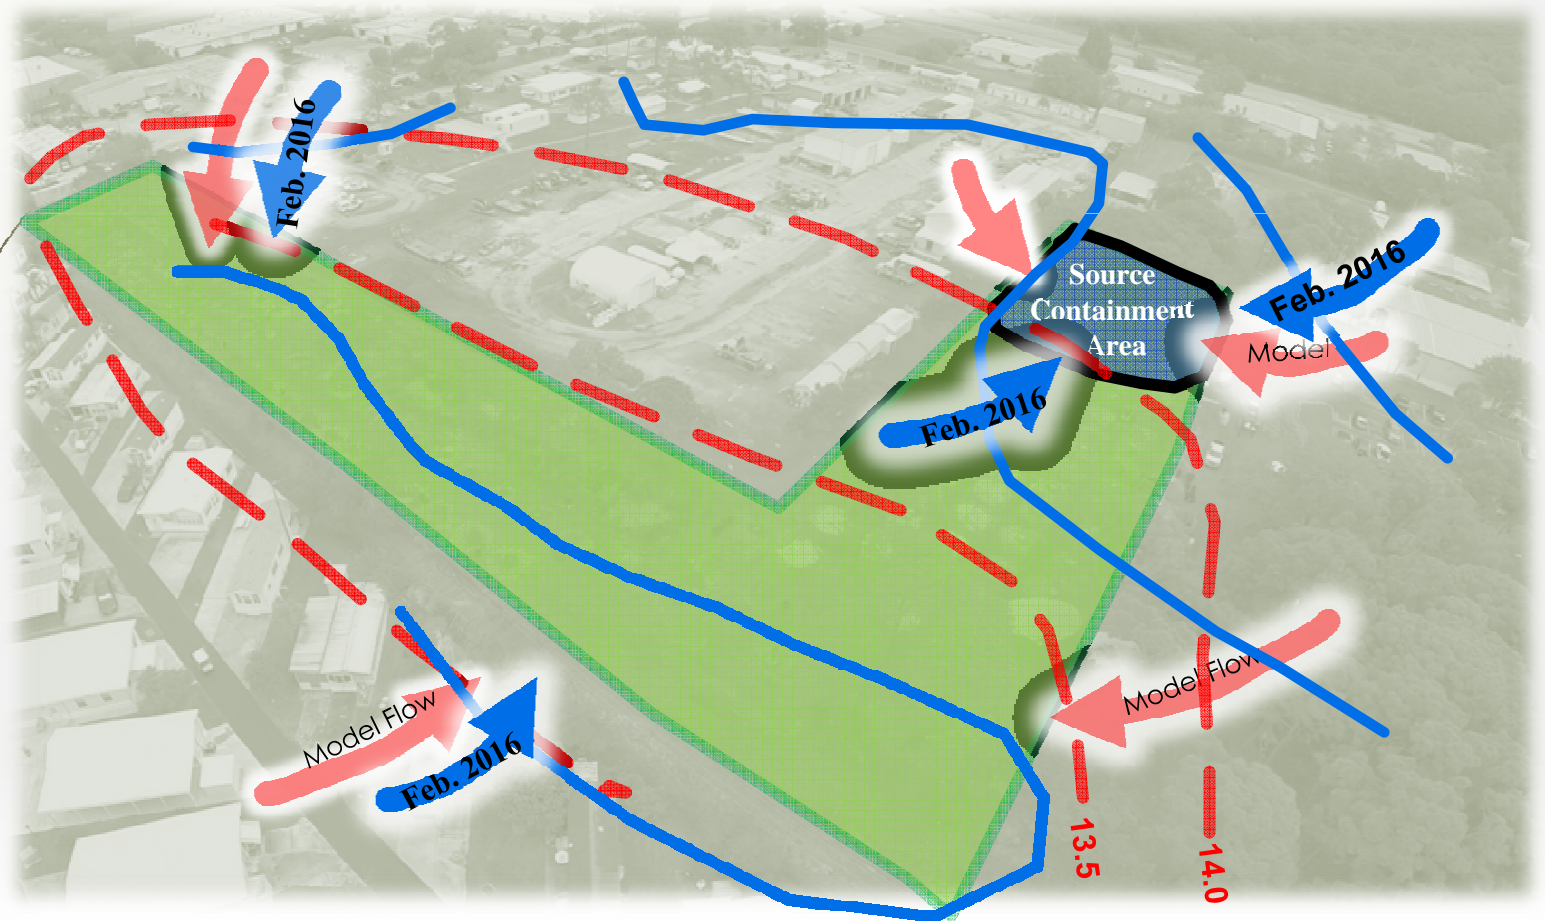 Feb. 2016
Source
Containment
Area
Feb. 2016
Model
Feb. 2016
Model Flow
Model Flow
Feb. 2016
13.5
14.0